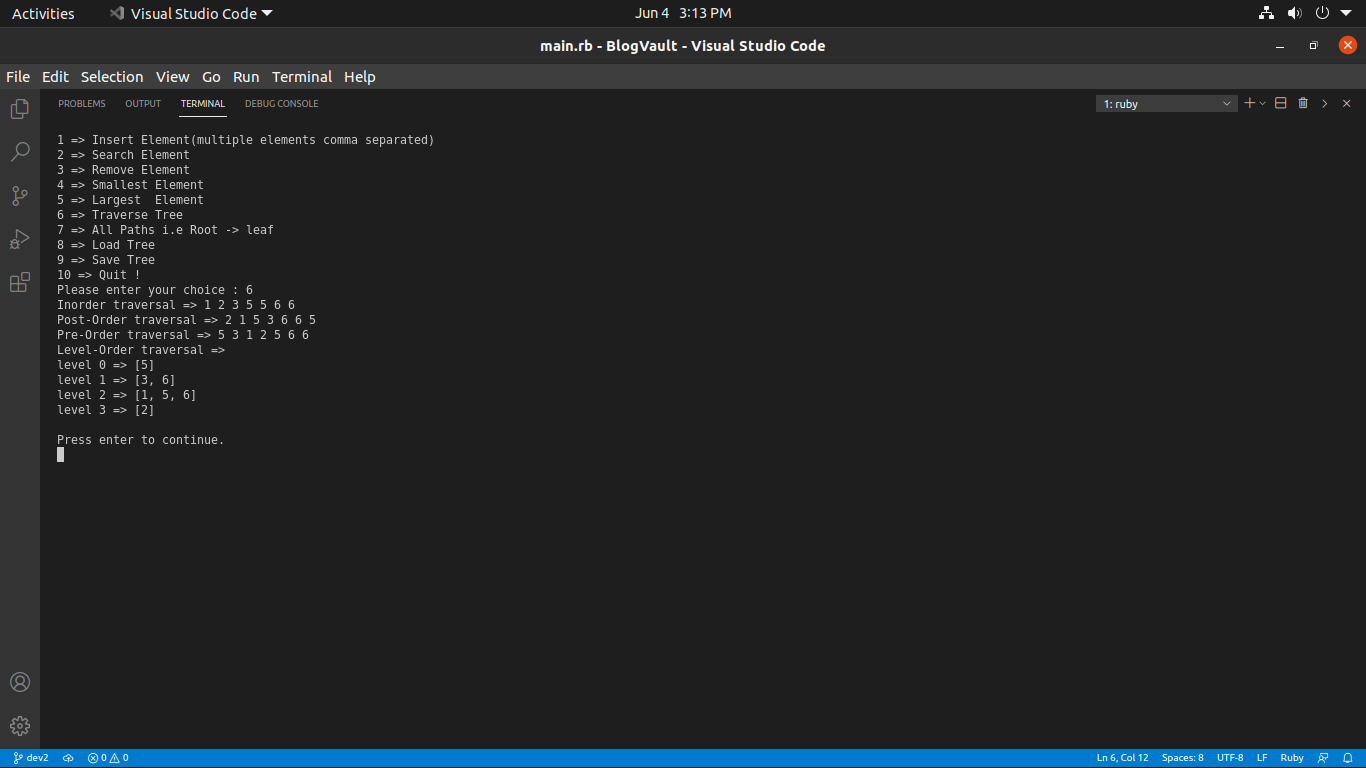 Activities Visual Studio Code Jun 4 3:13 PM
main.rb - BlogVault - Visual Studio Code
File Edit Selection View Go Run Terminal Help
PROBLEMS OUTPUT TERMINAL DEBUG CONSOLE 1: ruby
1 => Insert Element(multiple elements comma separated)
2 => Search Element
3 => Remove Element
4 => Smallest Element
5 => Largest  Element
6 => Traverse Tree
7 => All Paths i.e Root -> leaf
8 => Load Tree
9 => Save Tree
10 => Quit !
Please enter your choice : 6
Inorder traversal => 1 2 3 5 5 6 6
Post-Order traversal => 2 1 5 3 6 6 5
Pre-Order traversal => 5 3 1 2 5 6 6
Level-Order traversal =>
level 0 => [5]
level 1 => [3, 6]
level 2 => [1, 5, 6]
level 3 => [2]
Press enter to continue.
dev2 0 0 Ln 6, Col 12 Spaces: 8 UTF-8 LF Ruby